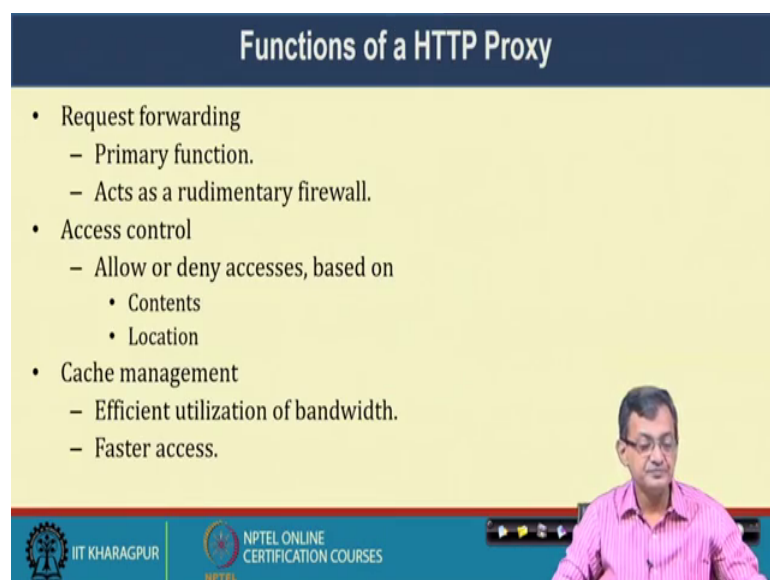 Functions of a HTTP Proxy
• Request forwarding
– Primary function.
– Acts as a rudimentary firewall.
• Access control
– Allow or deny accesses, based on
• Contents
• Location
• Cache management
– Efficient utilization of bandwidth.
– Faster access.
IIT KHARAGPUR
NPTEL ONLINE
CERTIFICATION COURSES
NPTEL